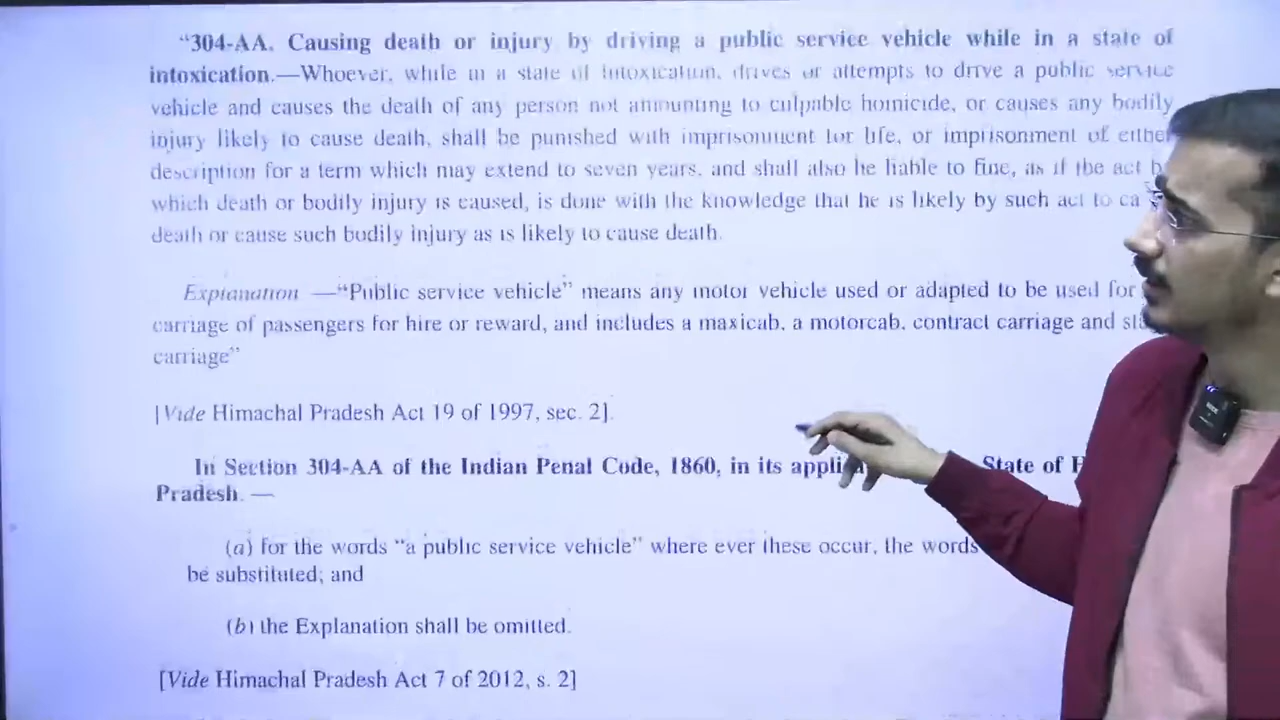 “304-AA. Causing death or injury by driving a public service vehicle while in a state of
intoxication.—Whoever, while in a state of intoxication, drives or attempts to drive a public service
vehicle and causes the death of any person not amounting to culpable homicide, or causes any bodily
injury likely to cause death, shall be punished with imprisonment for life, or imprisonment of either
description for a term which may extend to seven years, and shall also be liable to fine, as if the act
which death or bodily injury is caused, is done with the knowledge that he is likely by such act to
death or cause such bodily injury as is likely to cause death.
Explanation —“Public service vehicle” means any motor vehicle used or adapted to be used for
carriage of passengers for hire or reward, and includes a maxicab, a motorcab, contract carriage and
carriage”
[Vide Himachal Pradesh Act 19 of 1997, sec. 2].
In Section 304-AA of the Indian Penal Code, 1860, in its State of
Pradesh. —
(a) for the words “a public service vehicle” where ever these occur, the words
be substituted; and
(b) the Explanation shall be omitted.
[Vide Himachal Pradesh Act 7 of 2012, s. 2]